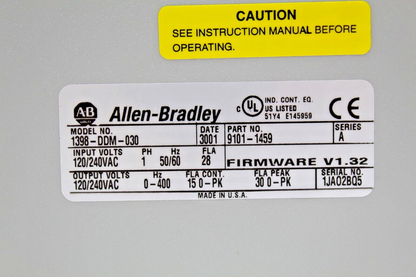 CAUTION
SEE INSTRUCTION MANUAL BEFORE
OPERATING.
AB Allen-Bradley
C UL US IND. CONT. EQ. LISTED 51Y4 E145959 CE
MODEL NO. DATE PART NO. SERIES
1398-DDM-030 3001 9101-1459 A
INPUT VOLTS PH Hz FLA
120/240VAC 1 50/60 28 FIRMWARE V1.32
OUTPUT VOLTS Hz FLA CONT FLA PEAK SERIAL NO.
120/240VAC 0-400 15 0-PK 30 0-PK 1JAO2BQ5
MADE IN U.S.A.